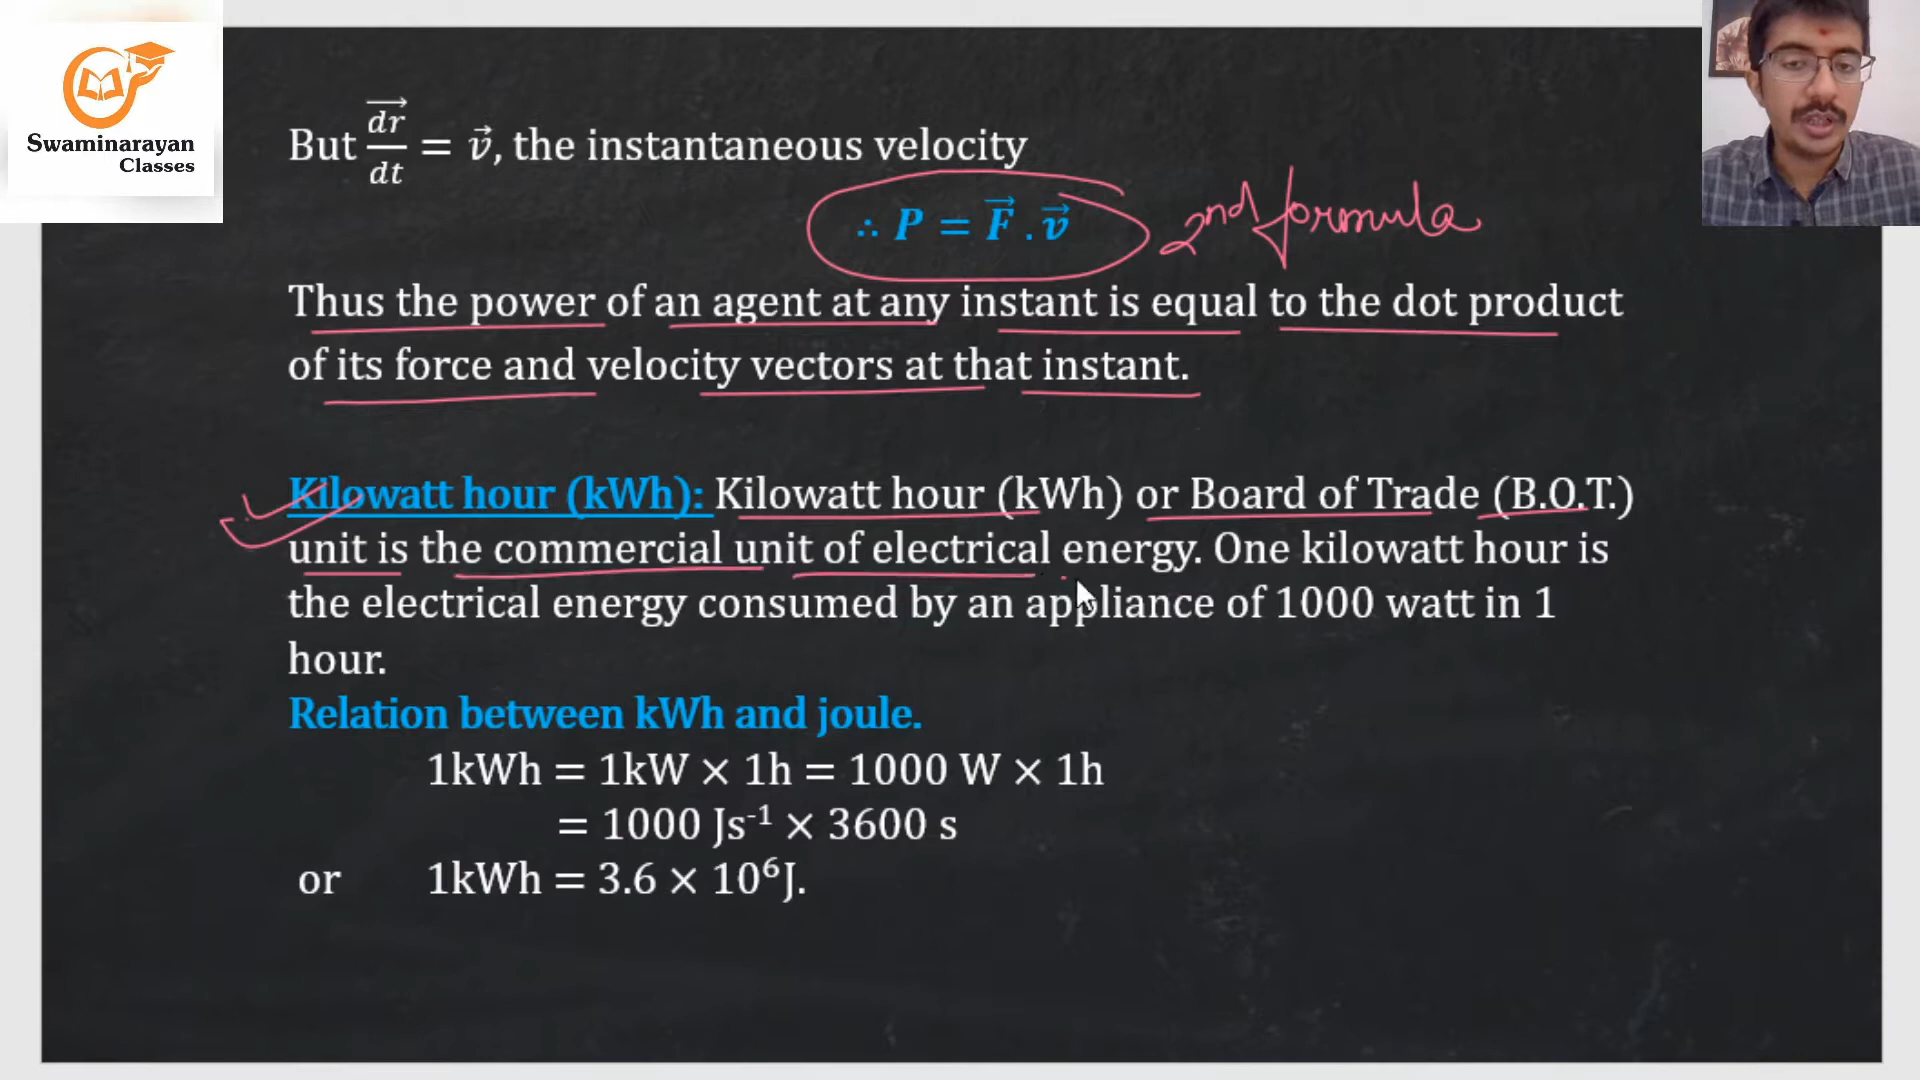 Swaminarayan
Classes
But d⃗r/dt = v⃗, the instantaneous velocity
∴ P = F⃗ . v⃗ 2nd formula
Thus the power of an agent at any instant is equal to the dot product
of its force and velocity vectors at that instant.
Kilowatt hour (kWh): Kilowatt hour (kWh) or Board of Trade (B.O.T.)
unit is the commercial unit of electrical energy. One kilowatt hour is
the electrical energy consumed by an appliance of 1000 watt in 1
hour.
Relation between kWh and joule.
1kWh = 1kW × 1h = 1000 W × 1h
= 1000 Js⁻¹ × 3600 s
or 1kWh = 3.6 × 10⁶J.